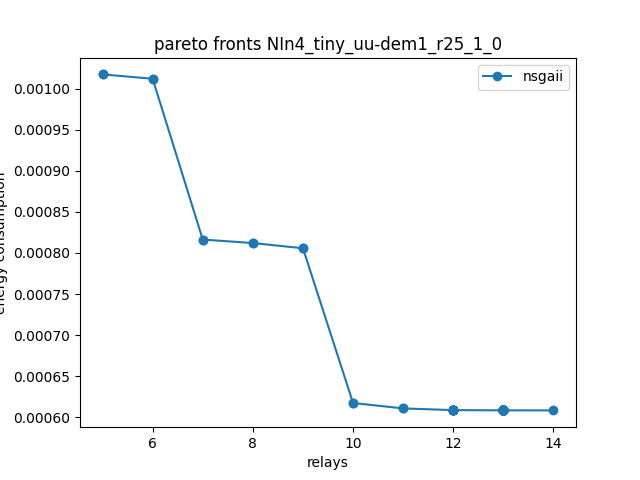 pareto fronts NIn4_tiny_uu-dem1_r25_1_0
nsgaii
0.00100
0.00095
0.00090
0.00085
0.00080
0.00075
0.00070
0.00065
0.00060
energy consumption
6 8 10 12 14
relays